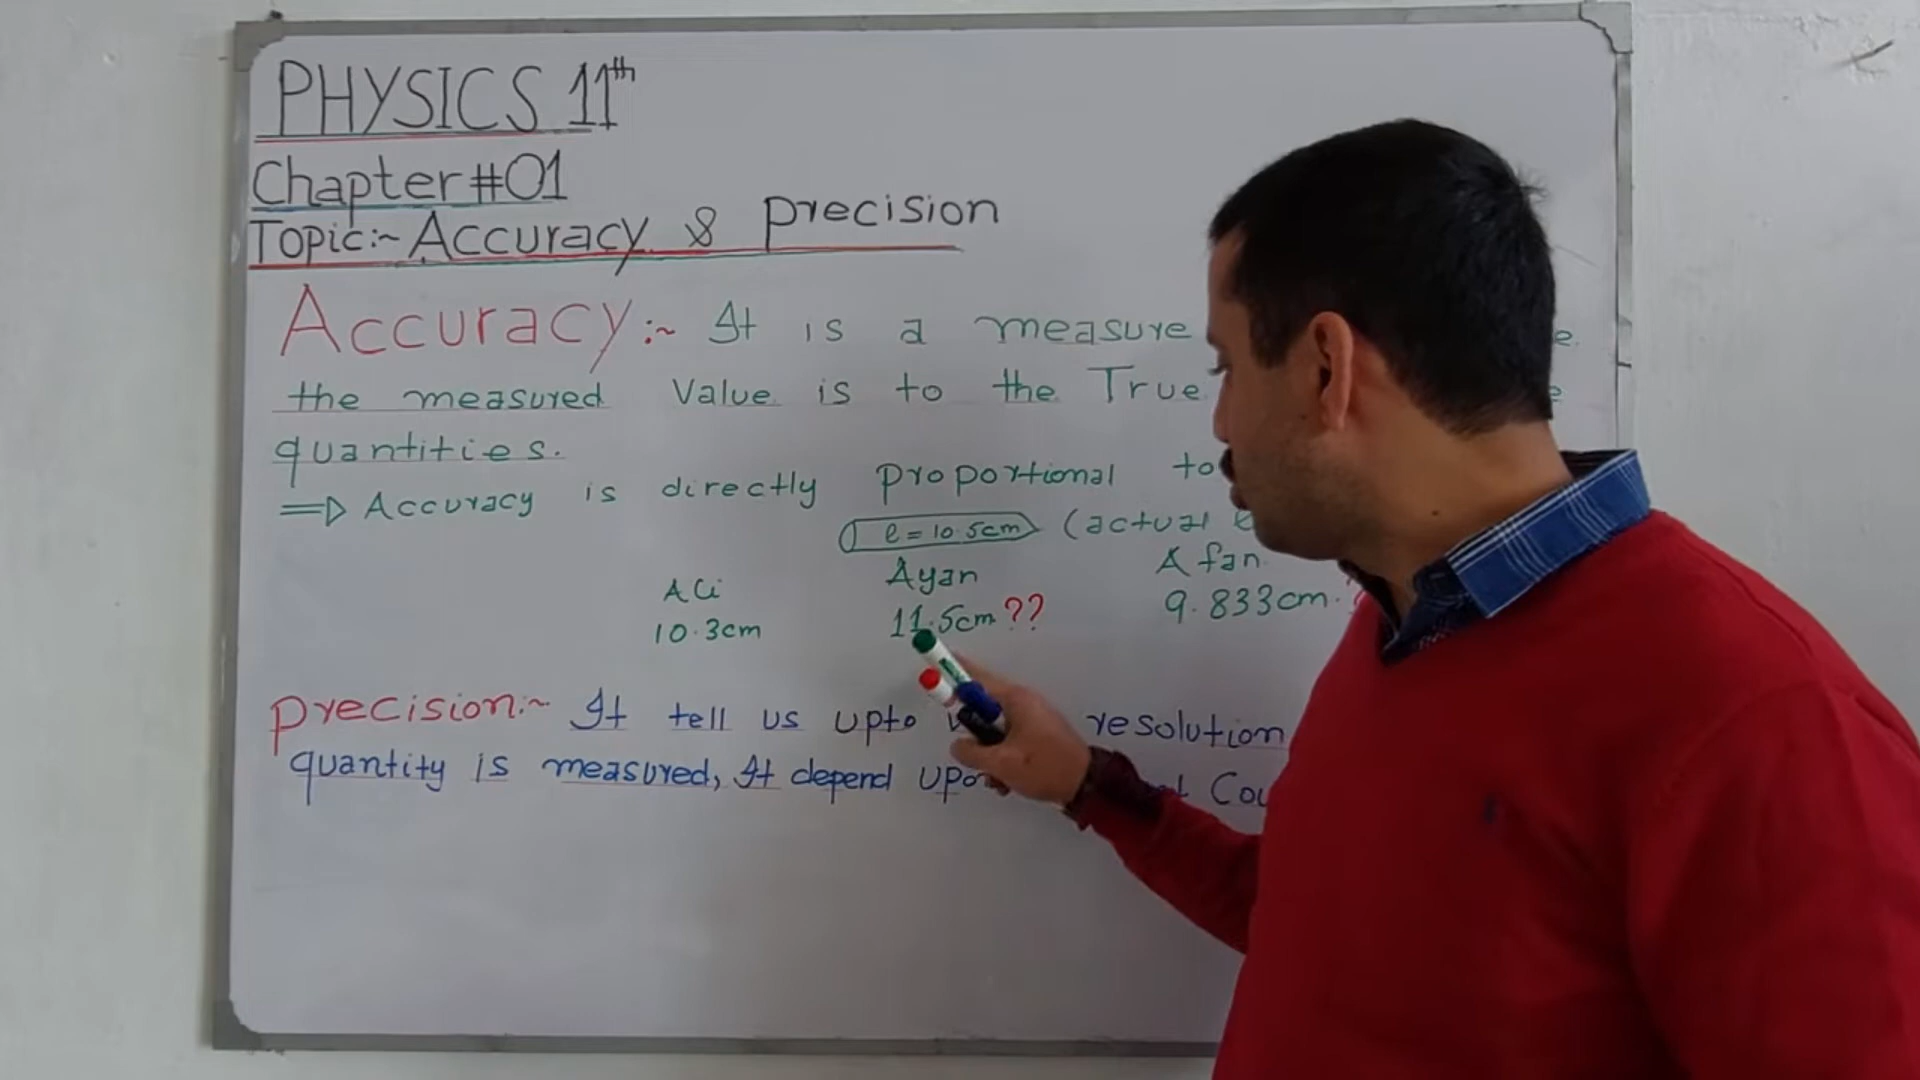 PHYSICS 11th
Chapter #01
Topic:~ Accuracy & Precision
Accuracy:~ It is a measure
the measured Value is to the True
quantities.
⇒ Accuracy is directly proportional to
l = 10.5cm (actual
Ali Ayan Afan
10.3cm 11.5cm ?? 9.833cm.
Precision:~ It tell us upto resolution
quantity is measured, It depend upon